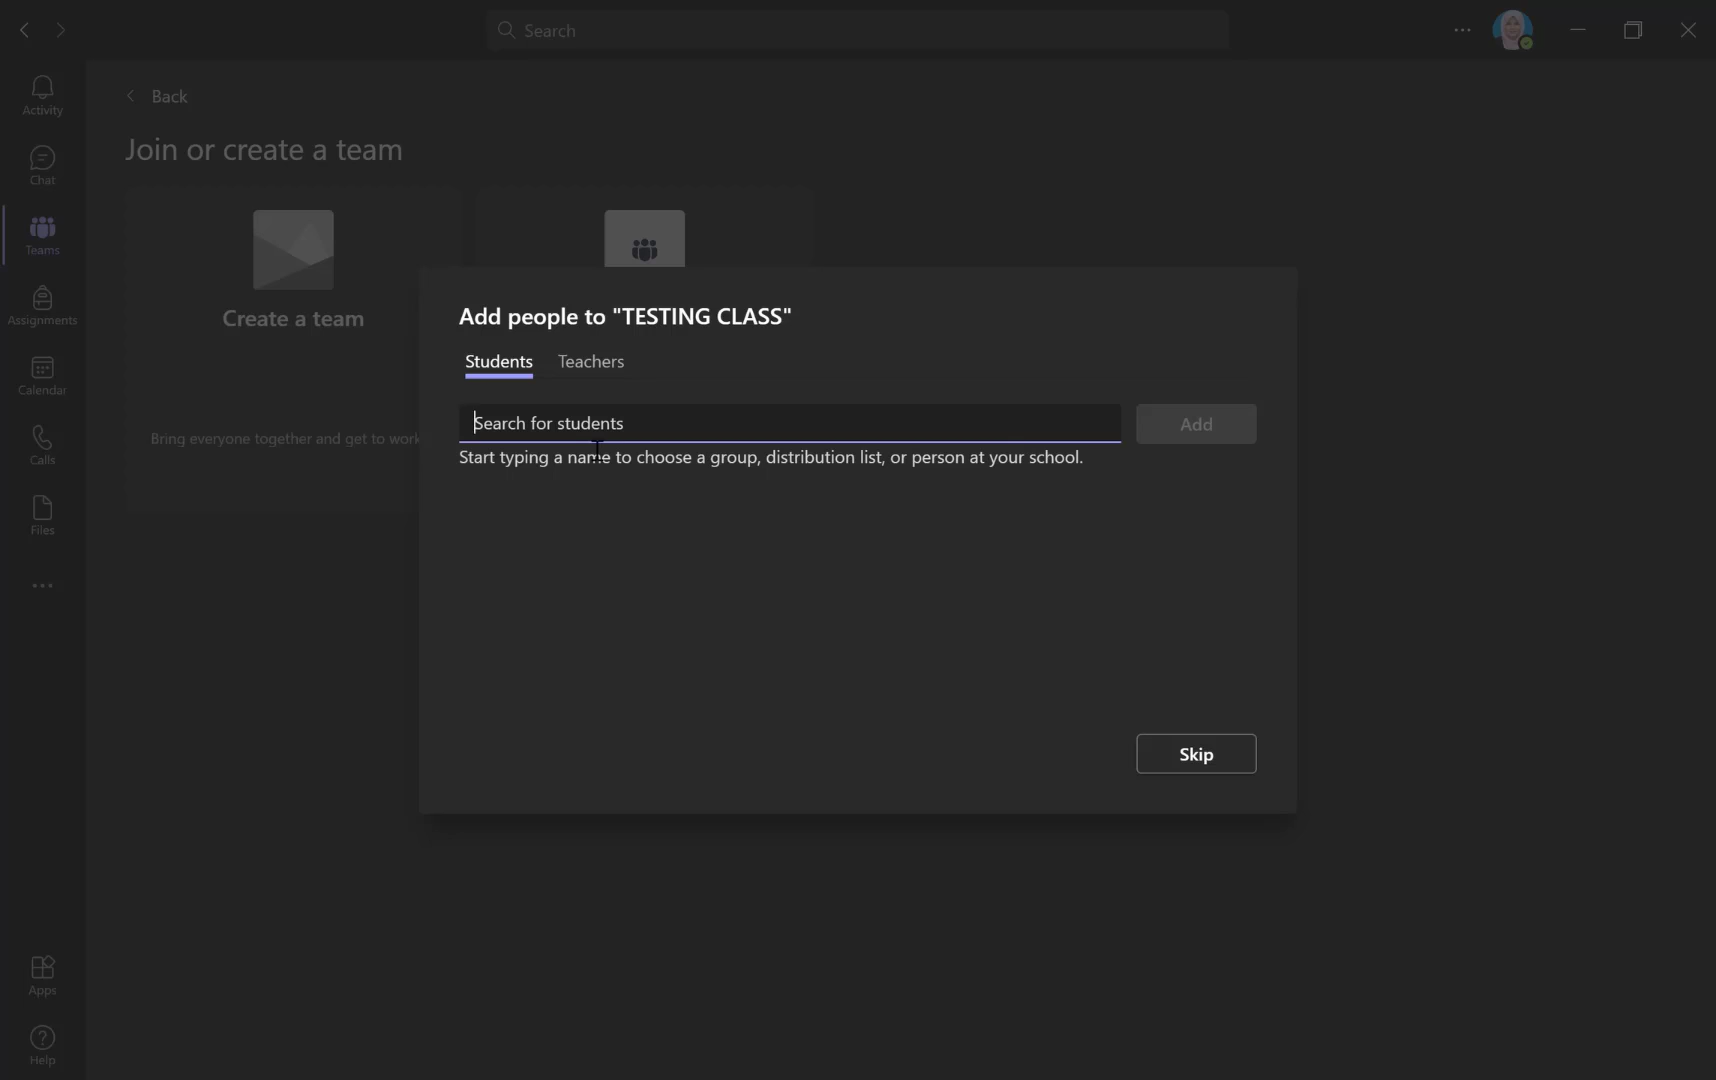 Search
Activity
Chat
Teams
Assignments
Calendar
Calls
Files
Apps
Help
Back
Join or create a team
Create a team
Bring everyone together and get to work
Add people to "TESTING CLASS"
Students Teachers
Search for students
Add
Start typing a name to choose a group, distribution list, or person at your school.
Skip